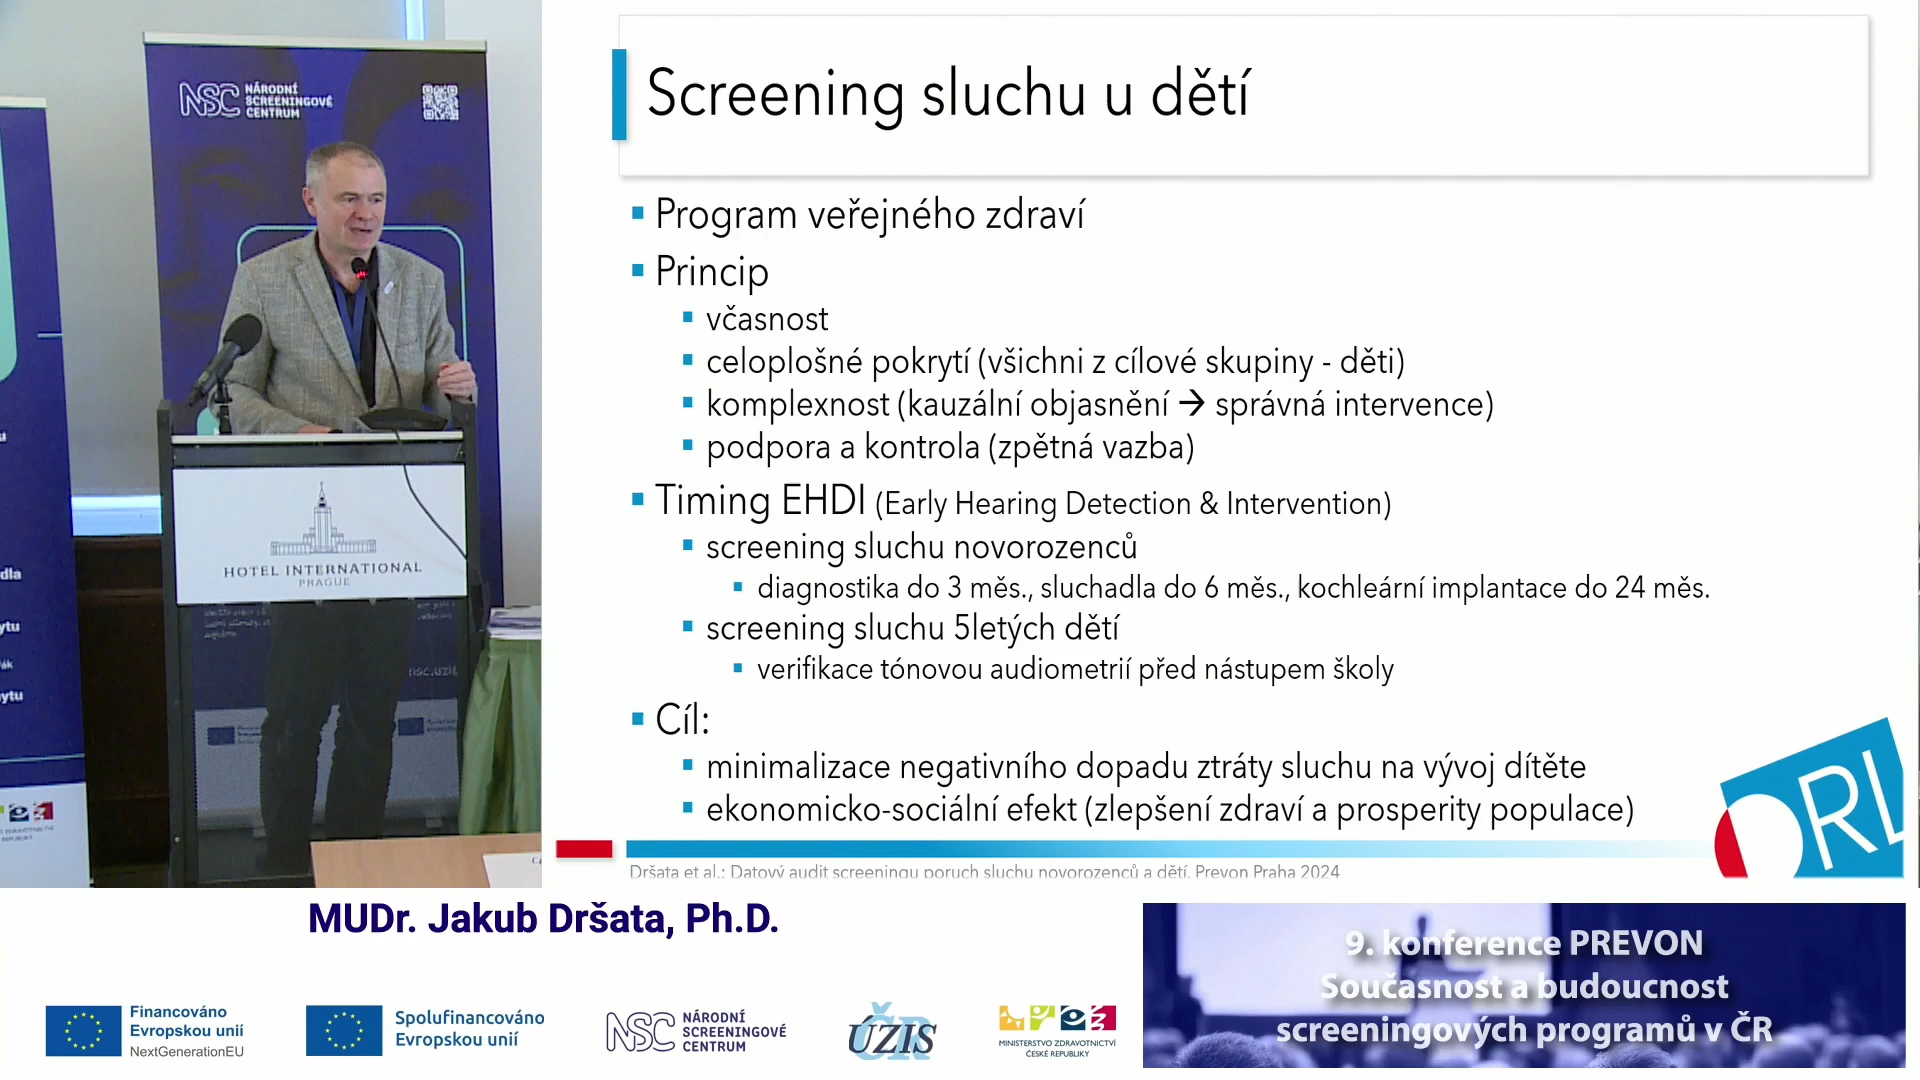 NSC NÁRODNÍ
SCREENINGOVÉ
CENTRUM
HOTEL INTERNATIONAL
PRAGUE
nsc.uzis
Screening sluchu u dětí
Program veřejného zdraví
Princip
včasnost
celoplošné pokrytí (všichni z cílové skupiny - děti)
komplexnost (kauzální objasnění → správná intervence)
podpora a kontrola (zpětná vazba)
Timing EHDI (Early Hearing Detection & Intervention)
screening sluchu novorozenců
diagnostika do 3 měs., sluchadla do 6 měs., kochleární implantace do 24 měs.
screening sluchu 5letých dětí
verifikace tónovou audiometrií před nástupem školy
Cíl:
minimalizace negativního dopadu ztráty sluchu na vývoj dítěte
ekonomicko-sociální efekt (zlepšení zdraví a prosperity populace)
ORL
Dršata et al.: Datový audit screeningu poruch sluchu novorozenců a dětí. Prevon Praha 2024
MUDr. Jakub Dršata, Ph.D.
9. konference PREVON
Současnost a budoucnost
screeningových programů v ČR
Financováno
Evropskou unií
NextGenerationEU
Spolufinancováno
Evropskou unií
NSC NÁRODNÍ
SCREENINGOVÉ
CENTRUM
ÚZIS
ČR
MINISTERSTVO ZDRAVOTNICTVÍ
ČESKÉ REPUBLIKY